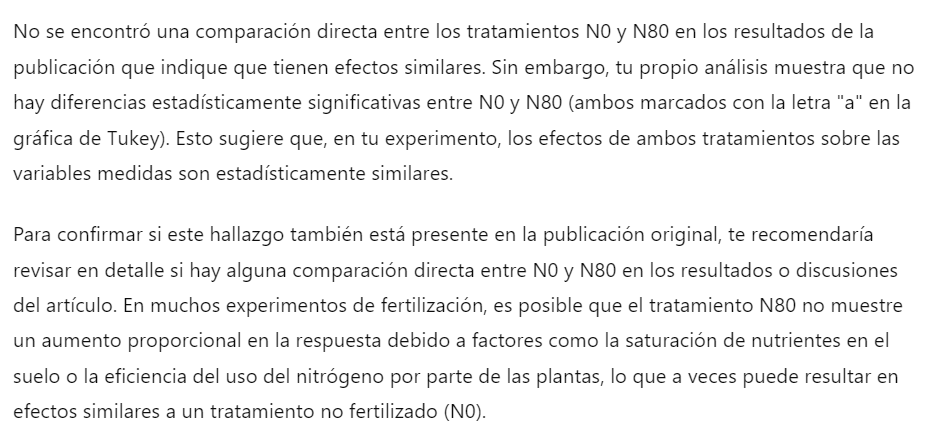 No se encontró una comparación directa entre los tratamientos N0 y N80 en los resultados de la
publicación que indique que tienen efectos similares. Sin embargo, tu propio análisis muestra que no
hay diferencias estadísticamente significativas entre N0 y N80 (ambos marcados con la letra "a" en la
gráfica de Tukey). Esto sugiere que, en tu experimento, los efectos de ambos tratamientos sobre las
variables medidas son estadísticamente similares.
Para confirmar si este hallazgo también está presente en la publicación original, te recomendaría
revisar en detalle si hay alguna comparación directa entre N0 y N80 en los resultados o discusiones
del artículo. En muchos experimentos de fertilización, es posible que el tratamiento N80 no muestre
un aumento proporcional en la respuesta debido a factores como la saturación de nutrientes en el
suelo o la eficiencia del uso del nitrógeno por parte de las plantas, lo que a veces puede resultar en
efectos similares a un tratamiento no fertilizado (N0).